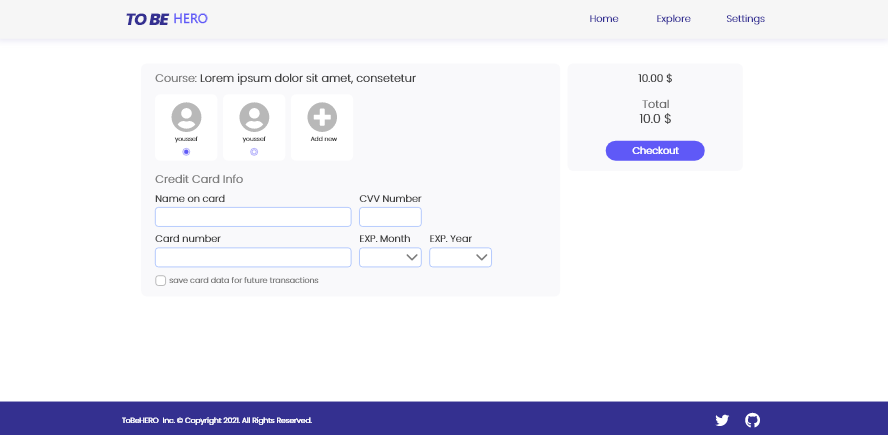 TO BE HERO
Home Explore Settings
Course: Lorem ipsum dolor sit amet, consetetur
youssef youssef Add new
Credit Card Info
Name on card CVV Number
Card number EXP. Month EXP. Year
save card data for future transactions
10.00 $
Total
10.0 $
Checkout
ToBeHERO Inc. © Copyright 2021. All Rights Reserved.